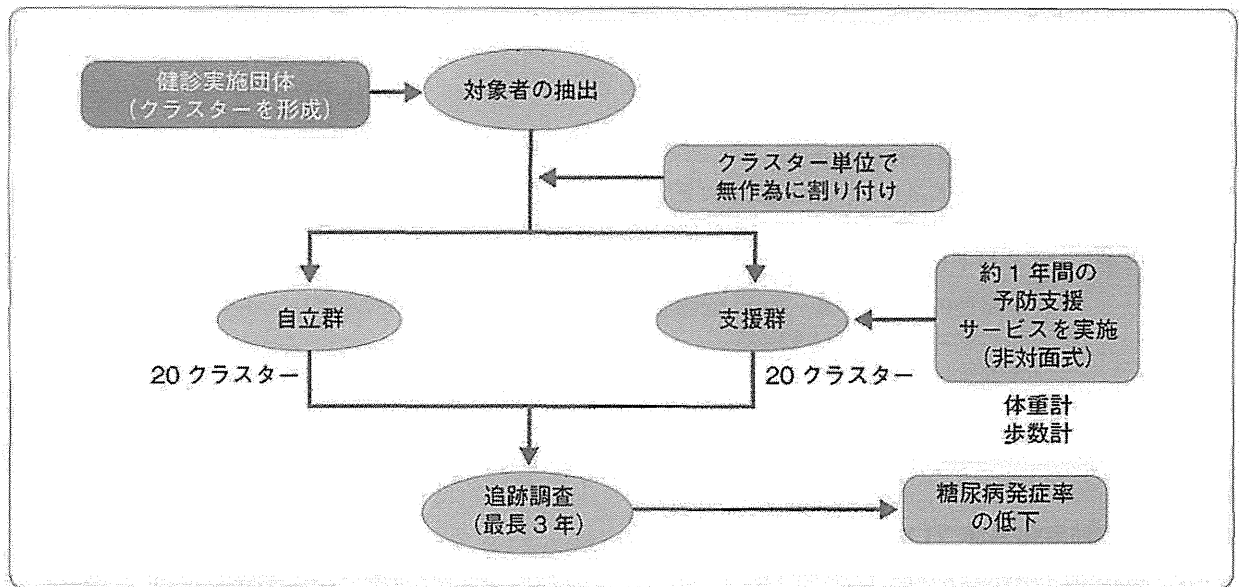 健診実施団体
(クラスターを形成)
対象者の抽出
クラスター単位で
無作為に割り付け
自立群
支援群
約1年間の
予防支援
サービスを実施
(非対面式)
20 クラスター
20 クラスター
体重計
歩数計
追跡調査
(最長3年)
糖尿病発症率
の低下